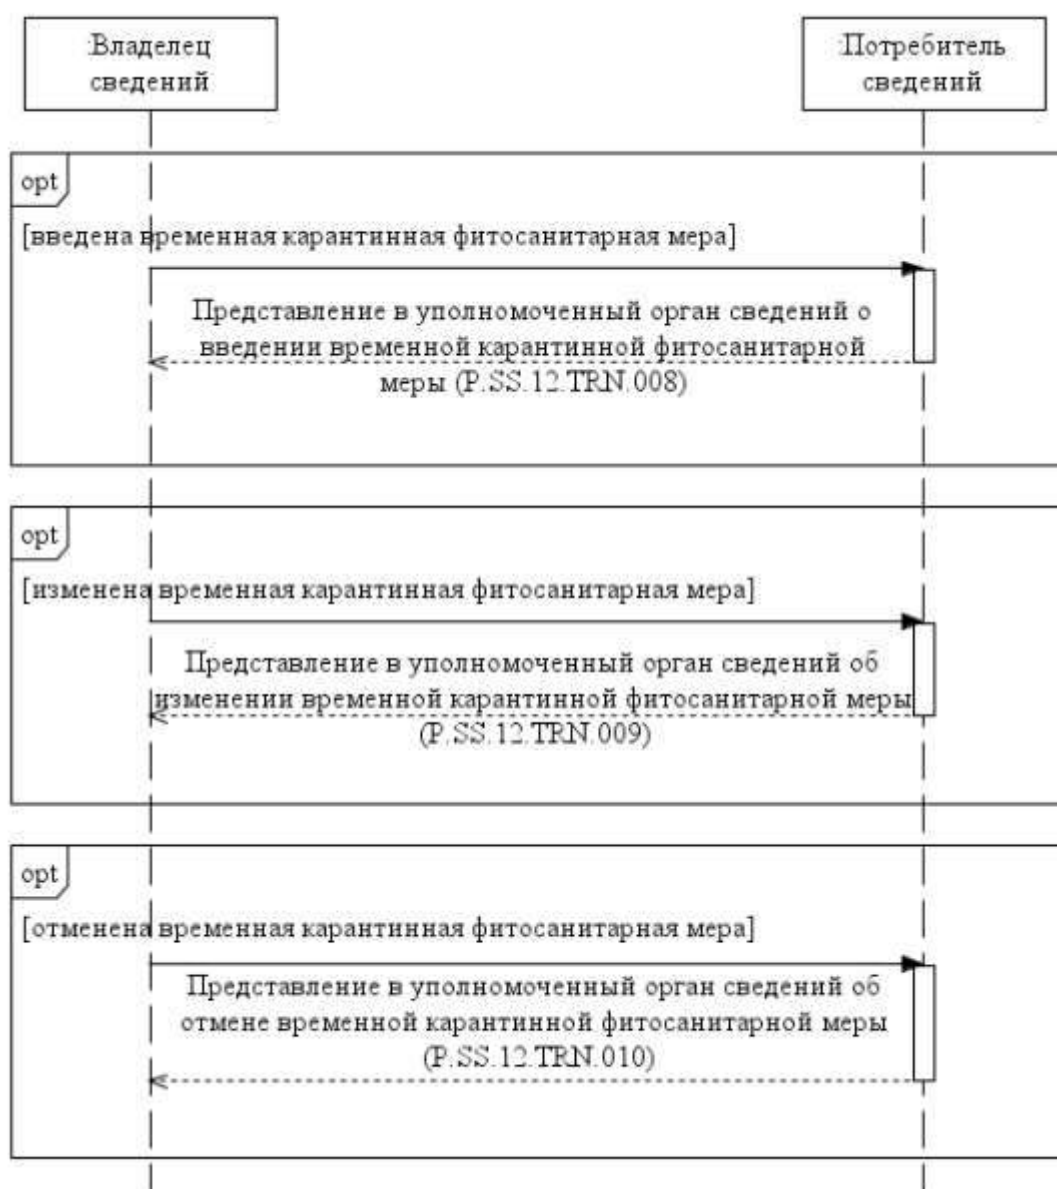 :Владелец
сведений
:Потребитель
сведений
opt
[введена временная карантинная фитосанитарная мера]
Представление в уполномоченный орган сведений о
введении временной карантинной фитосанитарной
меры (P.SS.12.TRN.008)
opt
[изменена временная карантинная фитосанитарная мера]
Представление в уполномоченный орган сведений об
изменении временной карантинной фитосанитарной меры
(P.SS.12.TRN.009)
opt
[отменена временная карантинная фитосанитарная мера]
Представление в уполномоченный орган сведений об
отмене временной карантинной фитосанитарной меры
(P.SS.12.TRN.010)